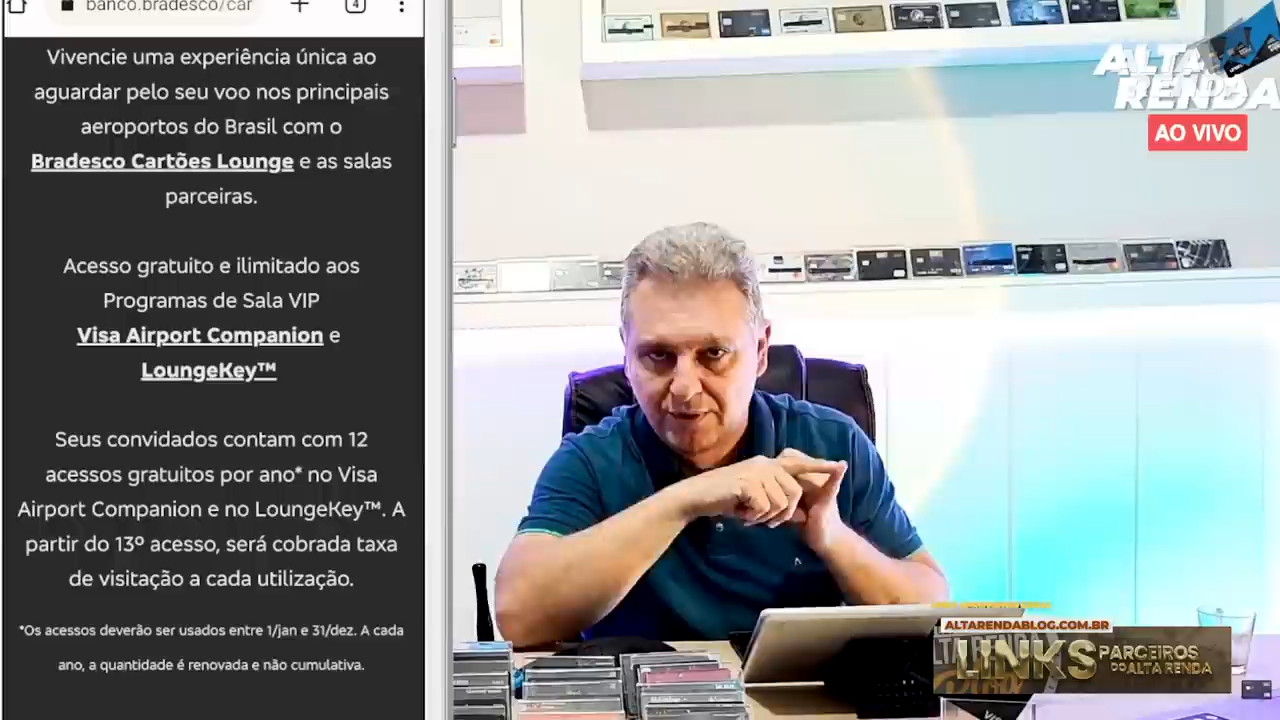 banco.bradesco/car
4
Vivencie uma experiência única ao
aguardar pelo seu voo nos principais
aeroportos do Brasil com o
Bradesco Cartões Lounge e as salas
parceiras.
Acesso gratuito e ilimitado aos
Programas de Sala VIP
Visa Airport Companion e
LoungeKey™
Seus convidados contam com 12
acessos gratuitos por ano* no Visa
Airport Companion e no LoungeKey™. A
partir do 13º acesso, será cobrada taxa
de visitação a cada utilização.
*Os acessos deverão ser usados entre 1/jan e 31/dez. A cada
ano, a quantidade é renovada e não cumulativa.
ALTA
RENDA
AO VIVO
ALTARENDABLOG.COM.BR
LINKS
PARCEIROS
DO ALTA RENDA